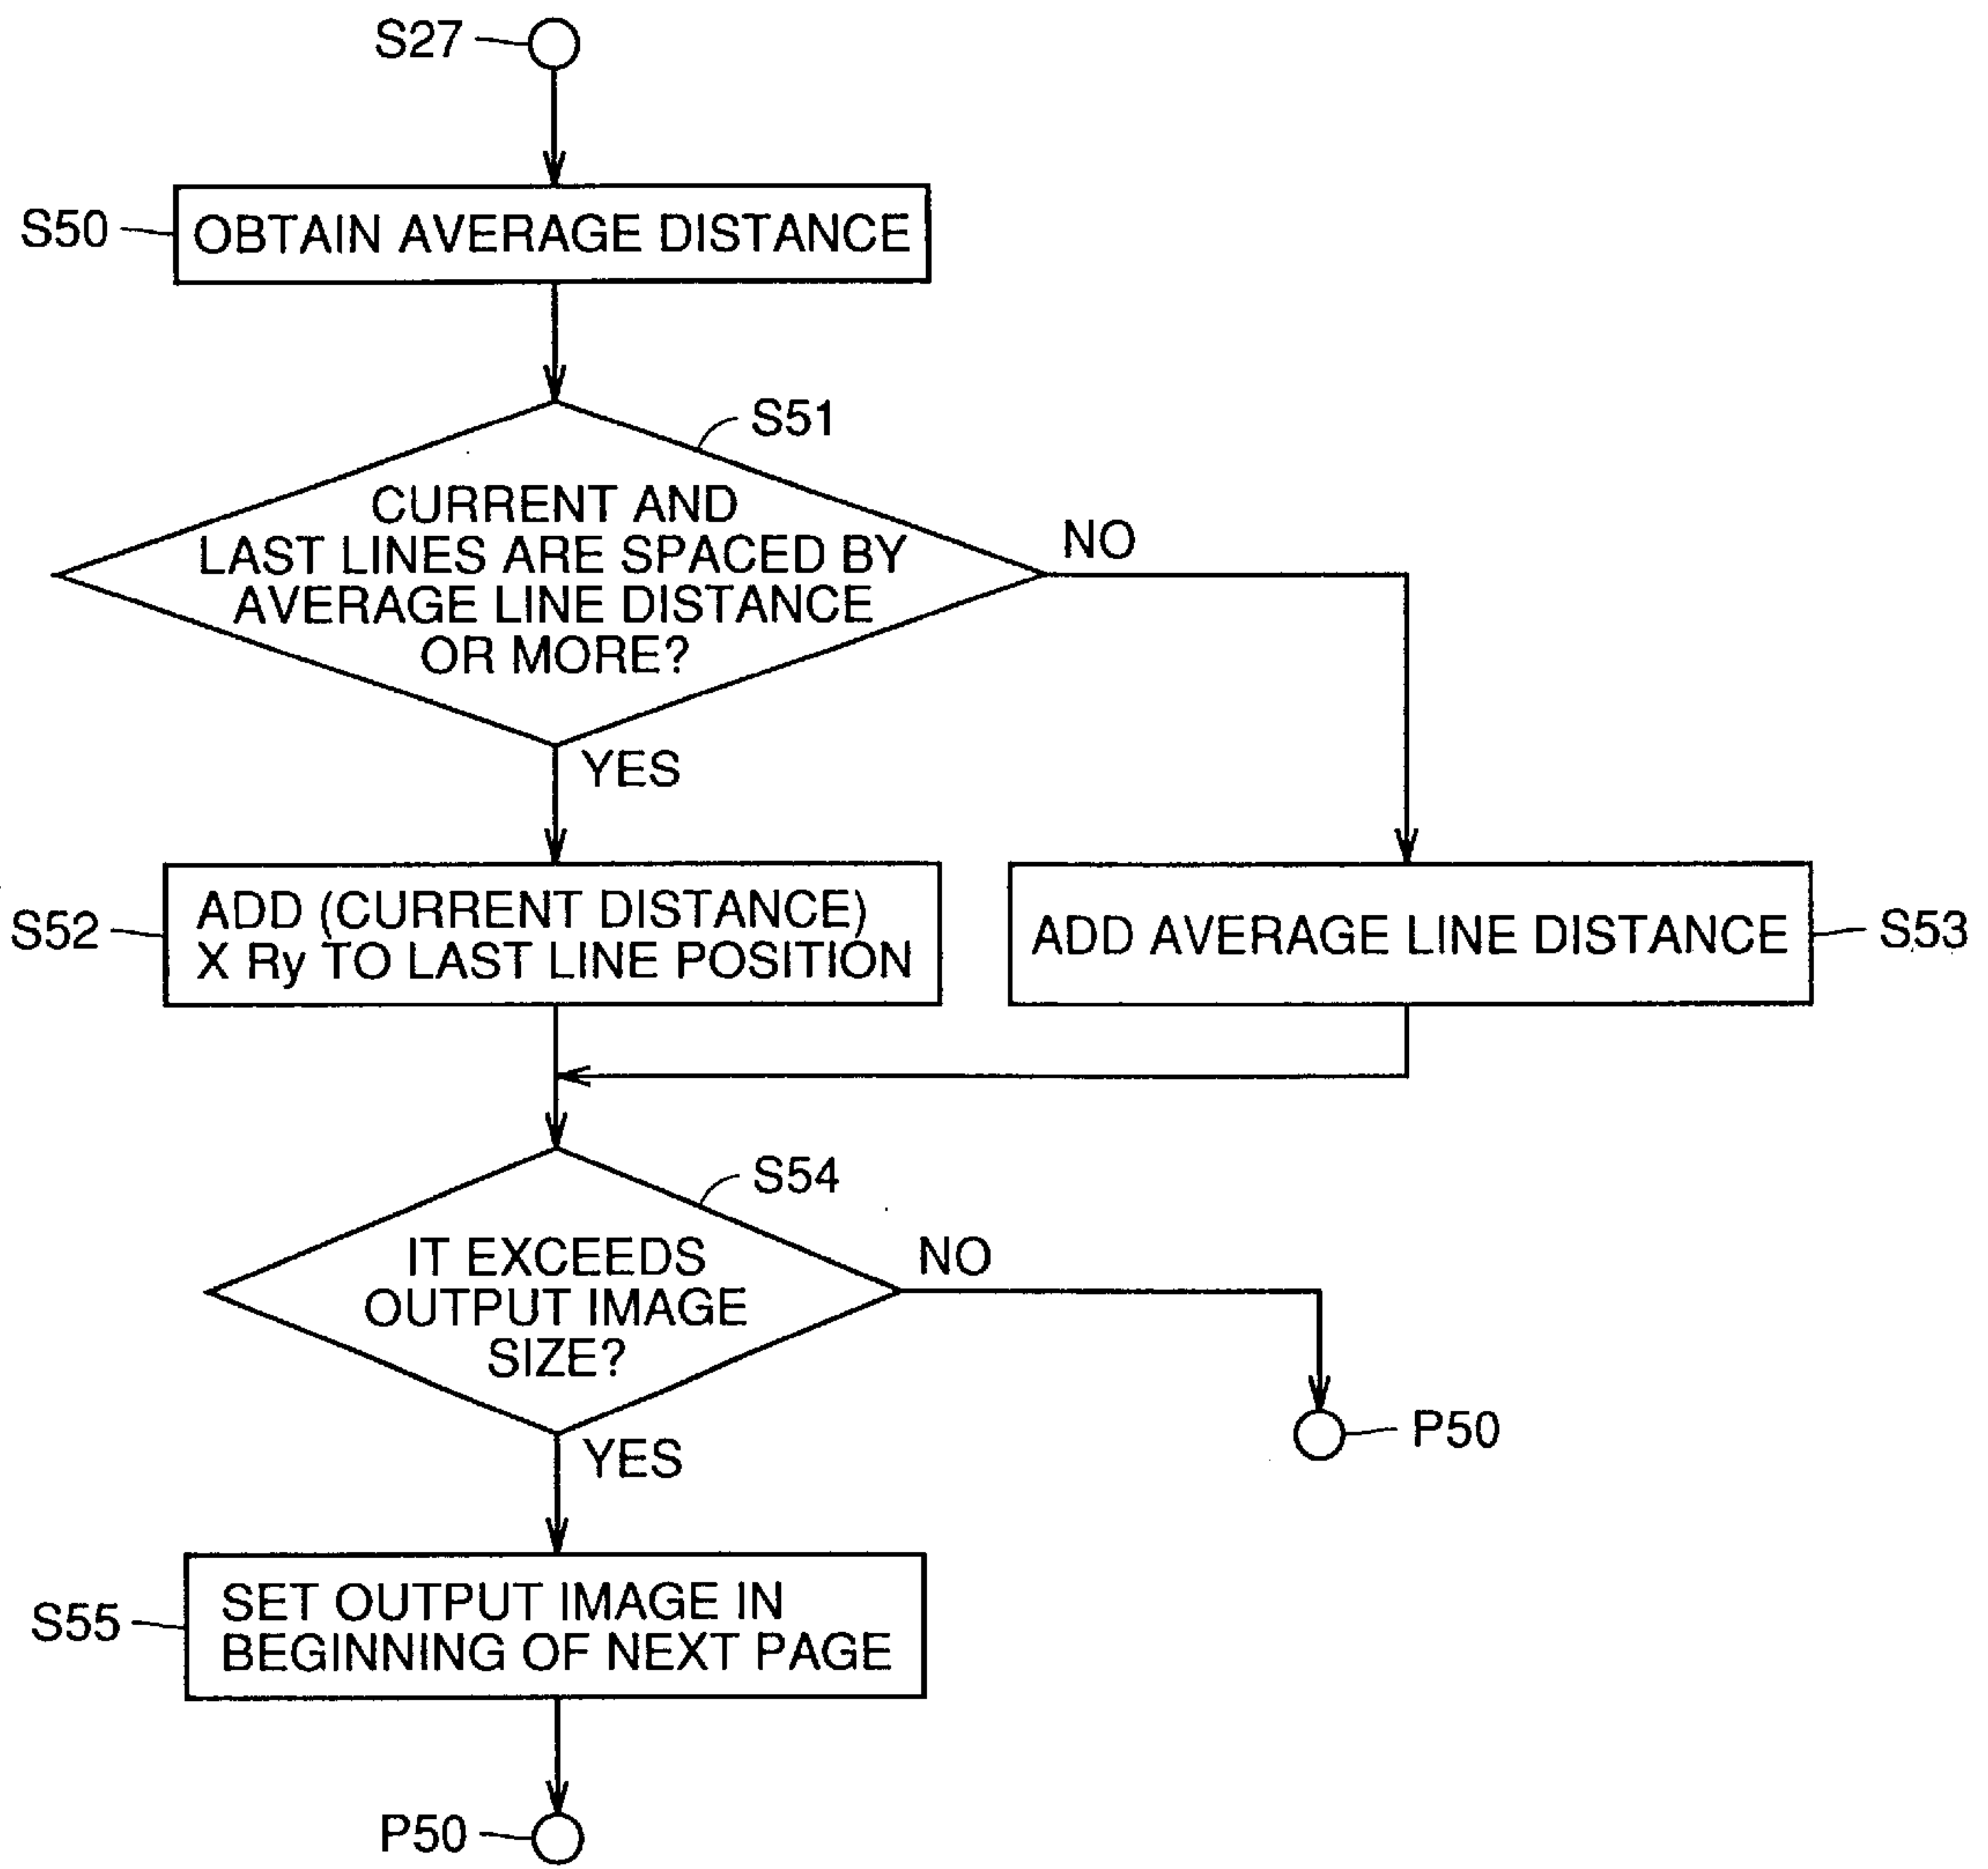 S27
S50
OBTAIN AVERAGE DISTANCE
S51
CURRENT AND
LAST LINES ARE SPACED BY
AVERAGE LINE DISTANCE
OR MORE?
NO
YES
S52
ADD (CURRENT DISTANCE)
X Ry TO LAST LINE POSITION
ADD AVERAGE LINE DISTANCE
S53
S54
IT EXCEEDS
OUTPUT IMAGE
SIZE?
NO
P50
YES
S55
SET OUTPUT IMAGE IN
BEGINNING OF NEXT PAGE
P50